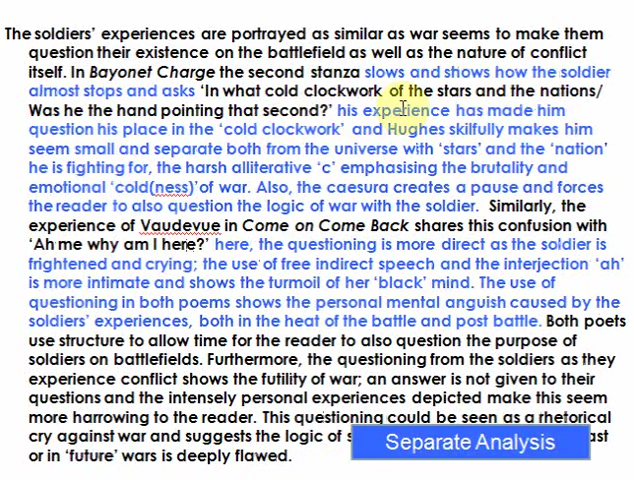 The soldiers' experiences are portrayed as similar as war seems to make them
question their existence on the battlefield as well as the nature of conflict
itself. In Bayonet Charge the second stanza slows and shows how the soldier
almost stops and asks 'In what cold clockwork of the stars and the nations/
Was he the hand pointing that second?' his experience has made him
question his place in the 'cold clockwork' and Hughes skilfully makes him
seem small and separate both from the universe with 'stars' and the 'nation'
he is fighting for, the harsh alliterative 'c' emphasising the brutality and
emotional 'cold(ness)'of war. Also, the caesura creates a pause and forces
the reader to also question the logic of war with the soldier. Similarly, the
experience of Vaudevue in Come on Come Back shares this confusion with
'Ah me why am I here?' here, the questioning is more direct as the soldier is
frightened and crying; the use of free indirect speech and the interjection 'ah'
is more intimate and shows the turmoil of her 'black' mind. The use of
questioning in both poems shows the personal mental anguish caused by the
soldiers' experiences, both in the heat of the battle and post battle. Both poets
use structure to allow time for the reader to also question the purpose of
soldiers on battlefields. Furthermore, the questioning from the soldiers as they
experience conflict shows the futility of war; an answer is not given to their
questions and the intensely personal experiences depicted make this seem
more harrowing to the reader. This questioning could be seen as a rhetorical
cry against war and suggests the logic of
or in 'future' wars is deeply flawed.
Separate Analysis